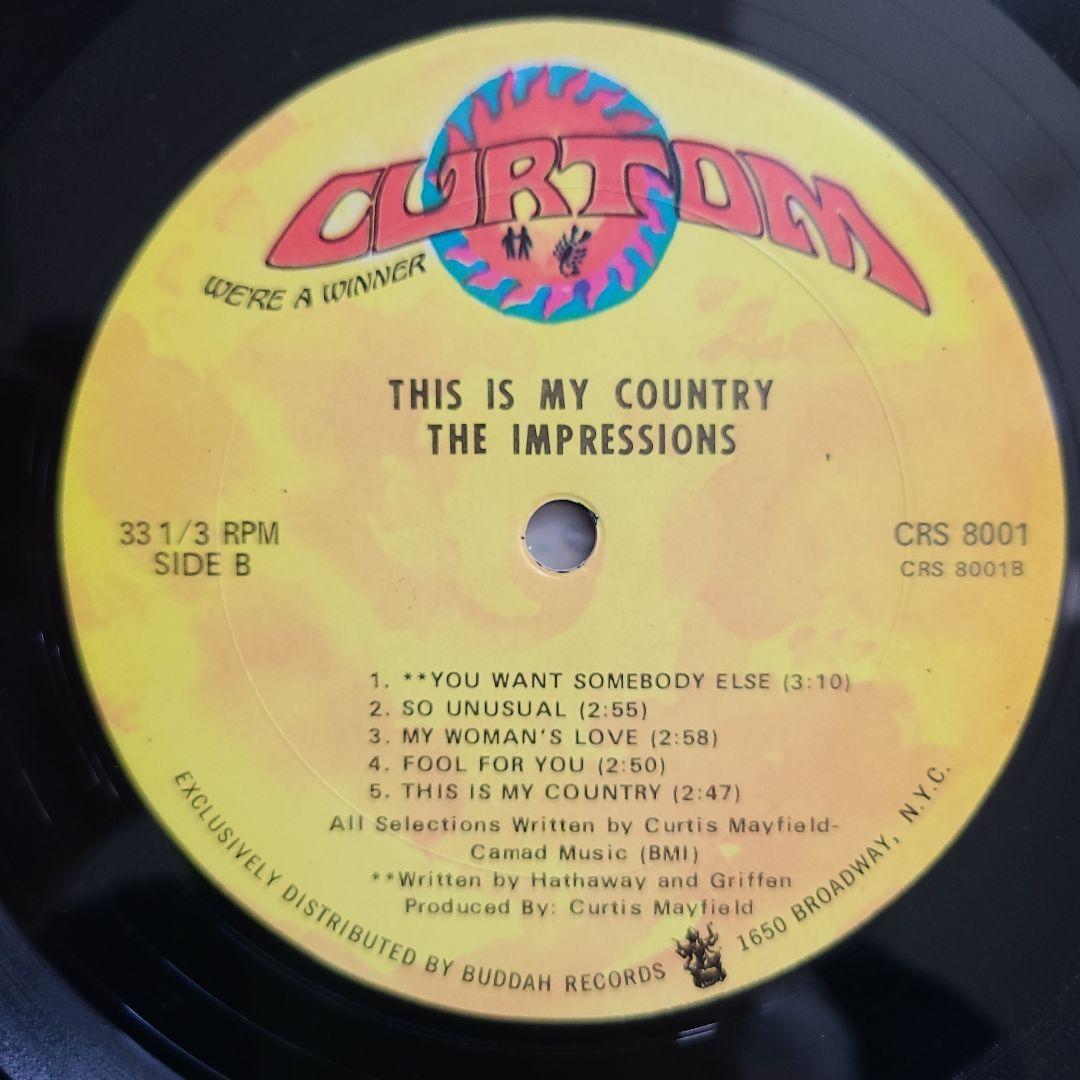 CURTOM
WE'RE A WINNER
THIS IS MY COUNTRY
THE IMPRESSIONS
33 1/3 RPM
SIDE B
CRS 8001
CRS 8001B
1. **YOU WANT SOMEBODY ELSE (3:10)
2. SO UNUSUAL (2:55)
3. MY WOMAN'S LOVE (2:58)
4. FOOL FOR YOU (2:50)
5. THIS IS MY COUNTRY (2:47)
All Selections Written by Curtis Mayfield-
Camad Music (BMI)
**Written by Hathaway and Griffen
Produced By: Curtis Mayfield
EXCLUSIVELY DISTRIBUTED BY BUDDAH RECORDS 1650 BROADWAY, N.Y.C.